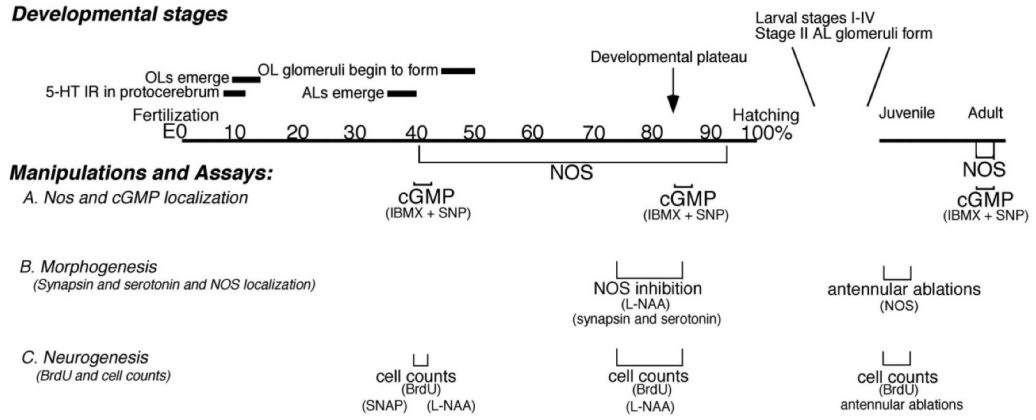 Developmental stages
Larval stages I-IV
Stage II AL glomeruli form
Developmental plateau
OLs emerge
OL glomeruli begin to form
5-HT IR in protocerebrum
ALs emerge
Fertilization
Hatching
Juvenile
Adult
E0 10 20 30 40 50 60 70 80 90 100%
NOS
NOS
Manipulations and Assays:
A. Nos and cGMP localization
cGMP
(IBMX + SNP)
cGMP
(IBMX + SNP)
cGMP
(IBMX + SNP)
B. Morphogenesis
(Synapsin and serotonin and NOS localization)
NOS inhibition
(L-NAA)
(synapsin and serotonin)
antennular ablations
(NOS)
C. Neurogenesis
(BrdU and cell counts)
cell counts
(BrdU)
(SNAP) (L-NAA)
cell counts
(BrdU)
(L-NAA)
cell counts
(BrdU)
antennular ablations